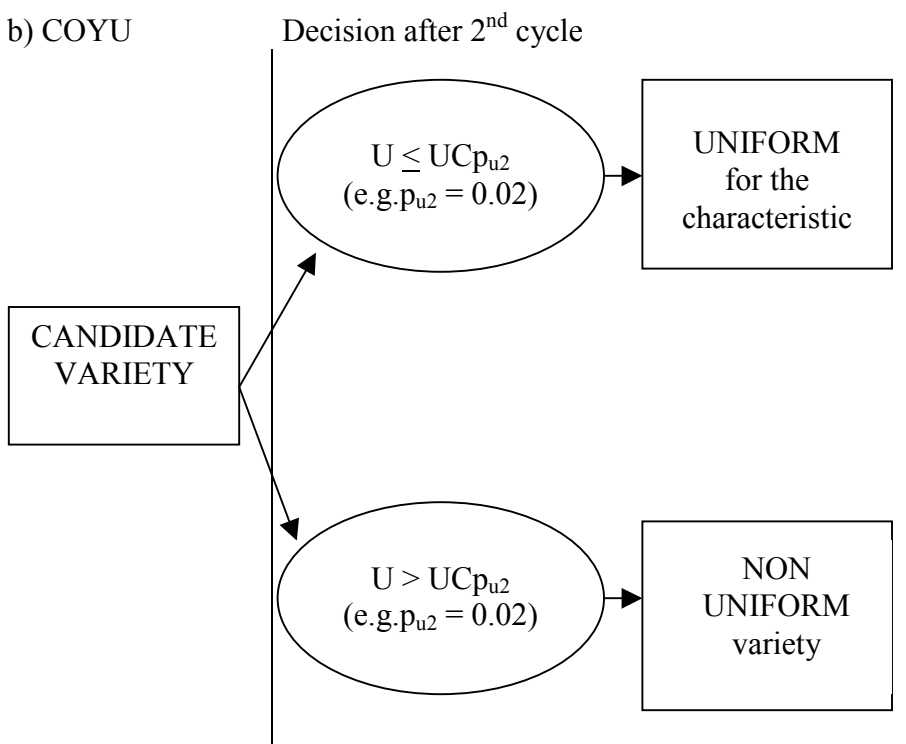 b) COYU
Decision after 2nd cycle
U ≤ UCpu2
(e.g.pu2 = 0.02)
UNIFORM
for the
characteristic
CANDIDATE
VARIETY
U > UCpu2
(e.g.pu2 = 0.02)
NON
UNIFORM
variety